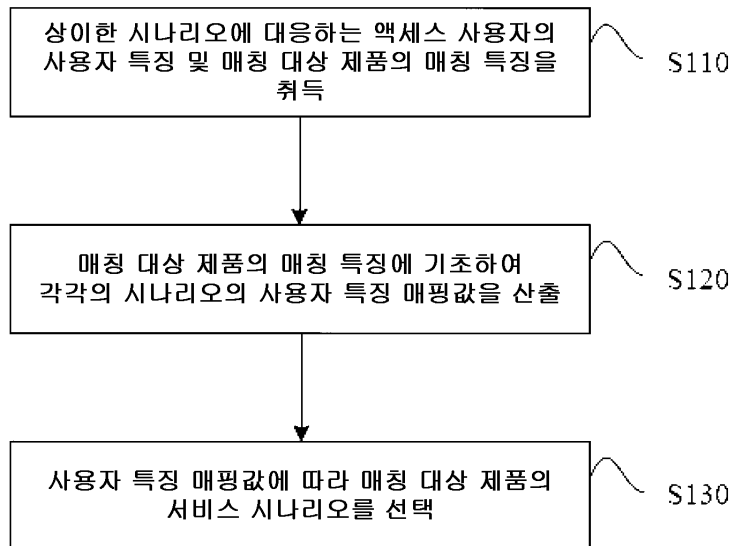 상이한 시나리오에 대응하는 액세스 사용자의
사용자 특징 및 매칭 대상 제품의 매칭 특징을
취득
S110
매칭 대상 제품의 매칭 특징에 기초하여
각각의 시나리오의 사용자 특징 매핑값을 산출
S120
사용자 특징 매핑값에 따라 매칭 대상 제품의
서비스 시나리오를 선택
S130